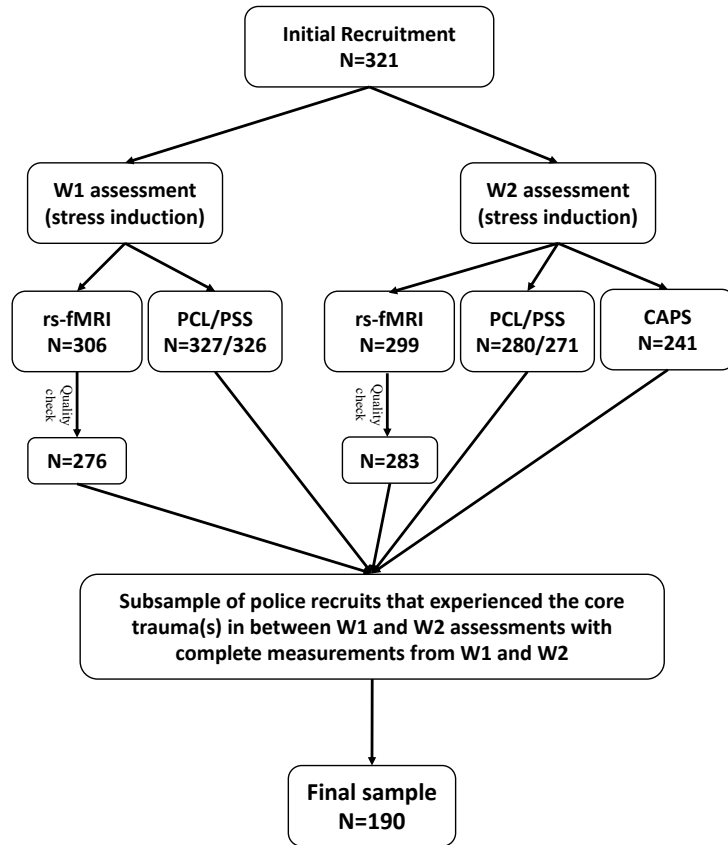 Initial Recruitment
N=321
W1 assessment
(stress induction)
W2 assessment
(stress induction)
rs-fMRI
N=306
PCL/PSS
N=327/326
rs-fMRI
N=299
PCL/PSS
N=280/271
CAPS
N=241
Quality
check
Quality
check
N=276
N=283
Subsample of police recruits that experienced the core
trauma(s) in between W1 and W2 assessments with
complete measurements from W1 and W2
Final sample
N=190